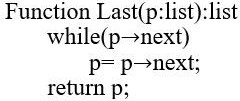 Function Last(p:list):list
while(p→next)
p= p→next;
return p;